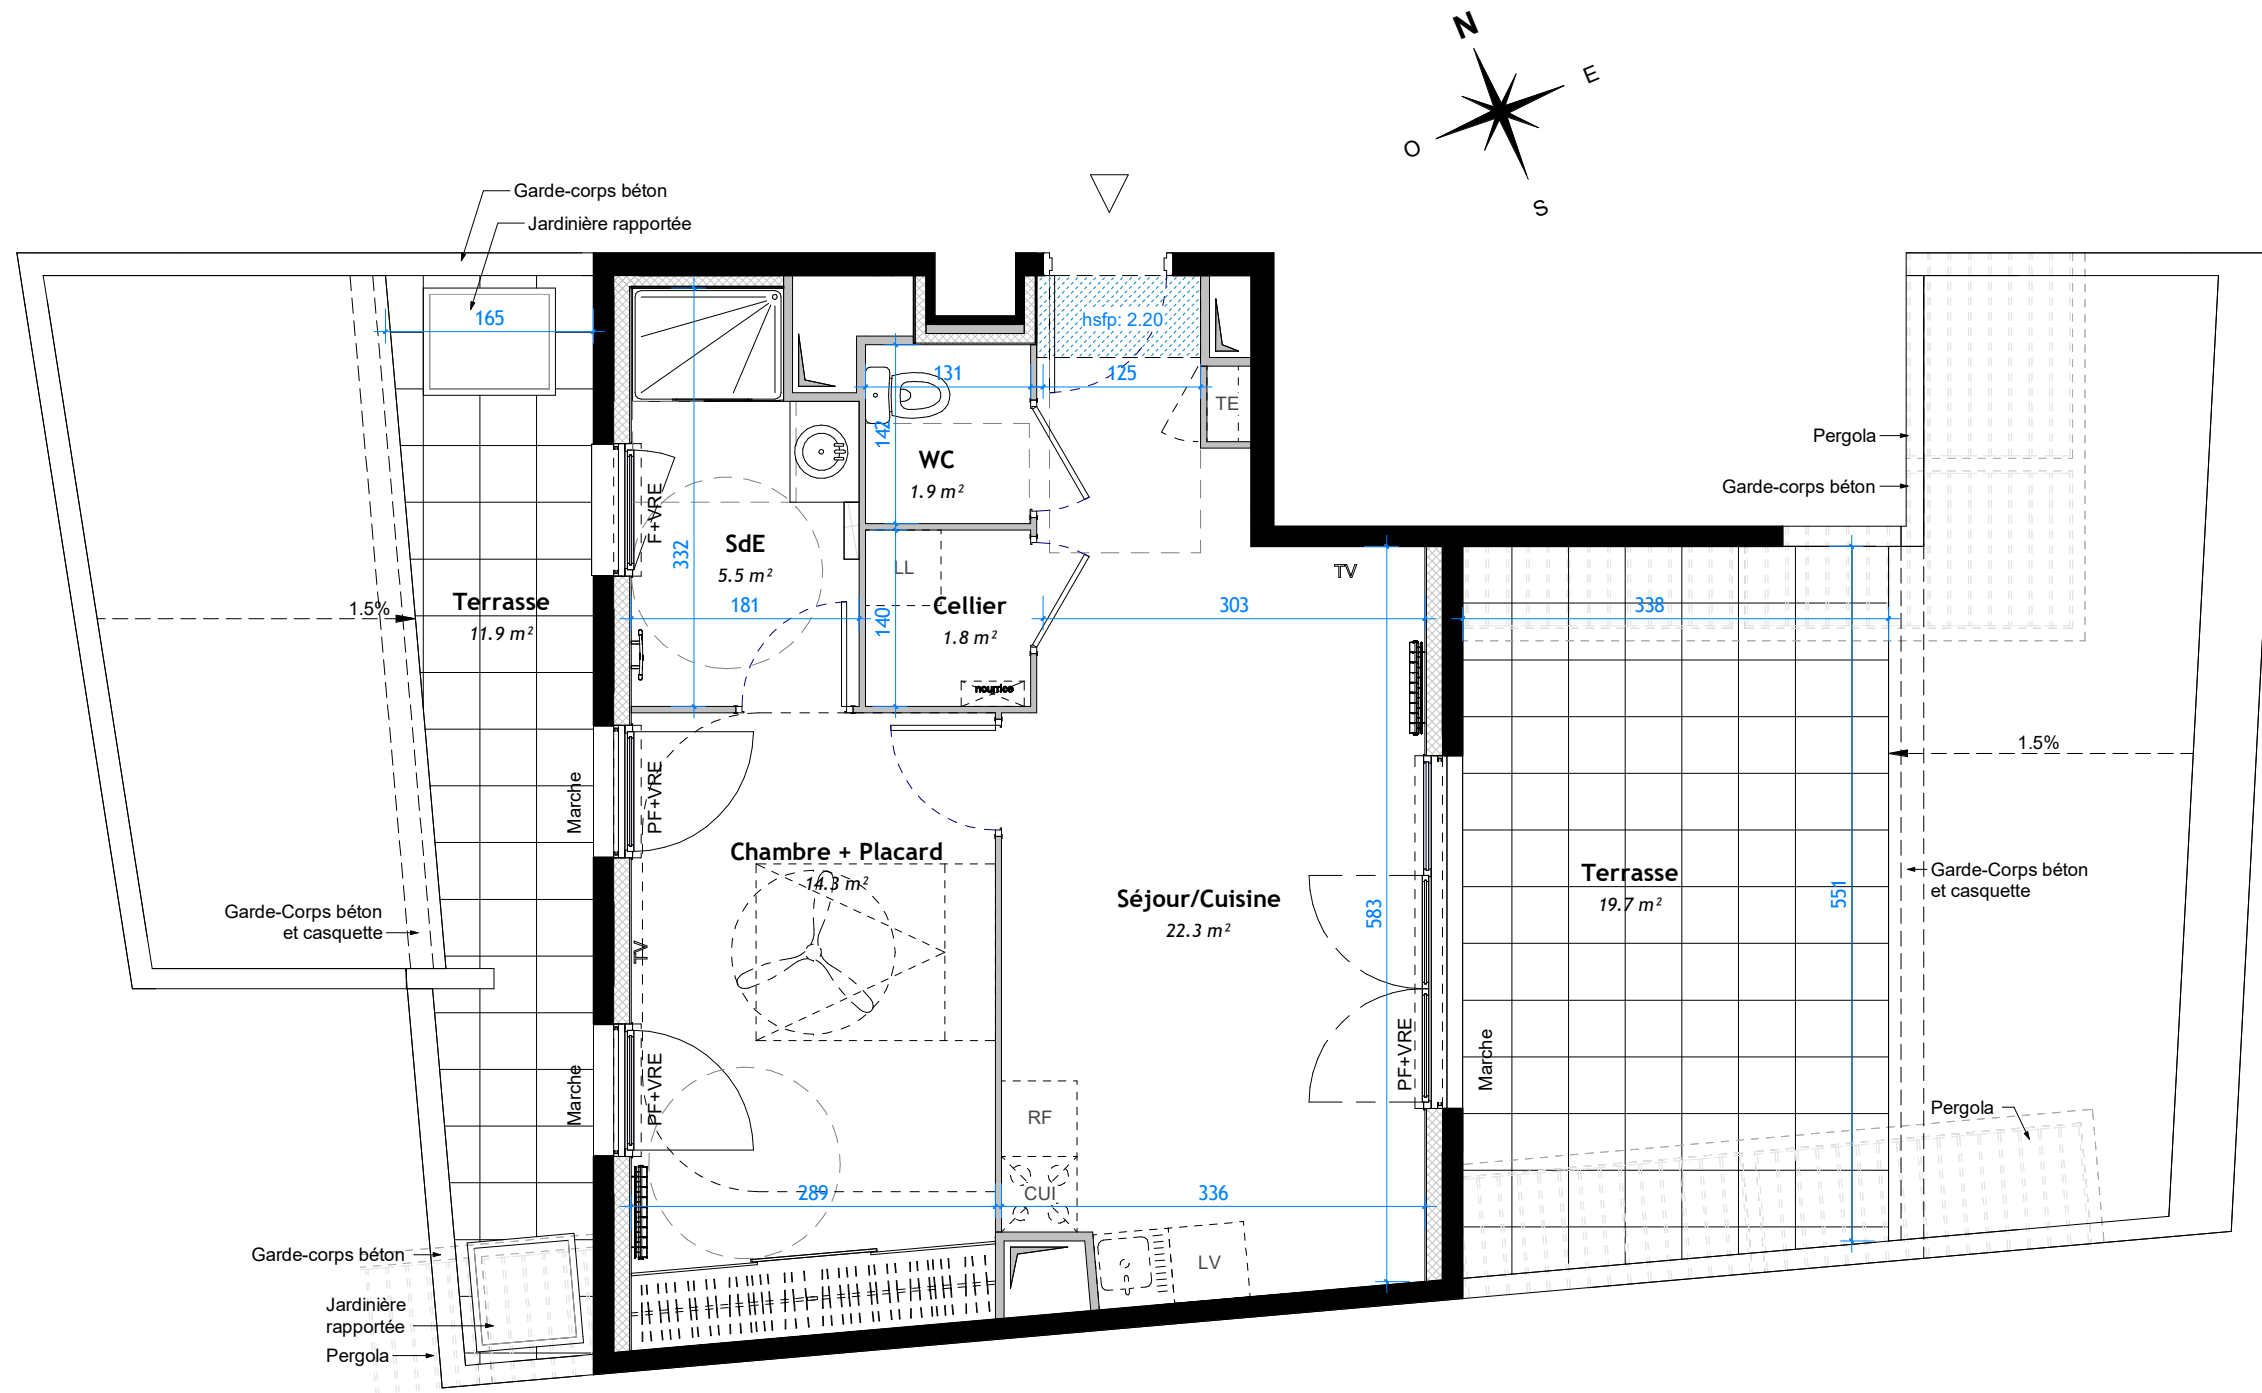 N
E
O
S
Garde-corps béton
Jardinière rapportée
165
hsfp: 2.20
131
125
TE
142
WC
1.9 m²
Pergola
Garde-corps béton
F+VRE
332
SdE
5.5 m²
181
LL
TV
Terrasse
11.9 m²
1.5%
140
Cellier
1.8 m²
303
338
nourrice
1.5%
Marche
PF+VRE
Chambre + Placard
14.3 m²
Séjour/Cuisine
22.3 m²
583
Terrasse
19.7 m²
551
Garde-Corps béton
et casquette
Garde-Corps béton
et casquette
TV
Marche
PF+VRE
PF+VRE
Marche
RF
Pergola
CUI
289
336
Garde-corps béton
LV
Jardinière
rapportée
Pergola